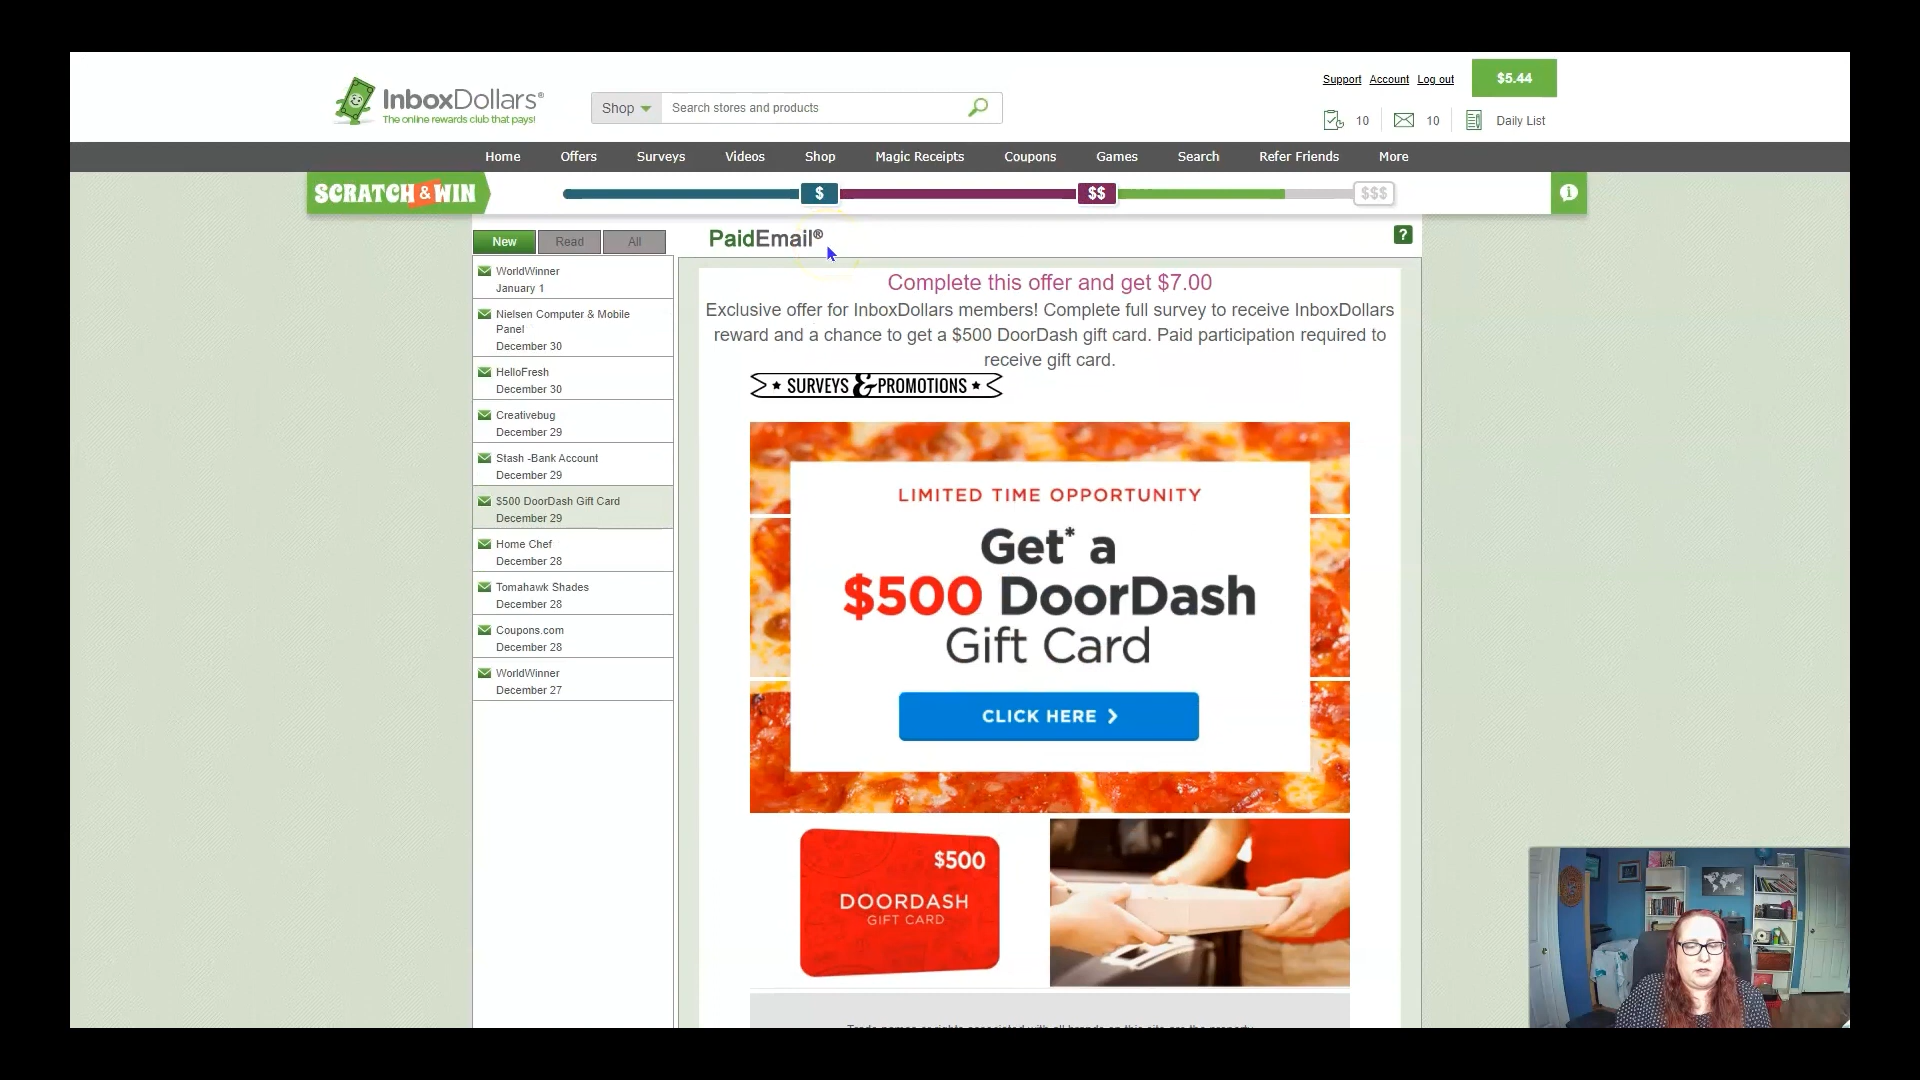 InboxDollars®
The online rewards club that pays!
Shop
Search stores and products
Support Account Log out
$5.44
10
10
Daily List
Home Offers Surveys Videos Shop Magic Receipts Coupons Games Search Refer Friends More
SCRATCH & WIN
$
$$
$$$
New Read All
WorldWinner
January 1
Nielsen Computer & Mobile
Panel
December 30
HelloFresh
December 30
Creativebug
December 29
Stash -Bank Account
December 29
$500 DoorDash Gift Card
December 29
Home Chef
December 28
Tomahawk Shades
December 28
Coupons.com
December 28
WorldWinner
December 27
PaidEmail®
?
Complete this offer and get $7.00
Exclusive offer for InboxDollars members! Complete full survey to receive InboxDollars
reward and a chance to get a $500 DoorDash gift card. Paid participation required to
receive gift card.
SURVEYS & PROMOTIONS
LIMITED TIME OPPORTUNITY
Get* a
$500 DoorDash
Gift Card
CLICK HERE
$500
DOORDASH
GIFT CARD